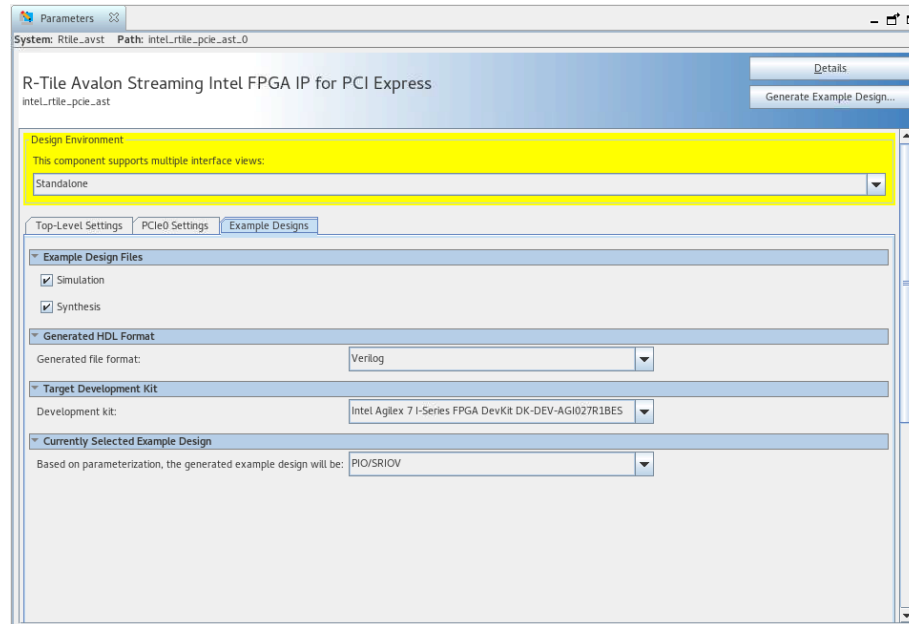 Parameters
System: Rtile_avst Path: intel_rtile_pcie_ast_0
R-Tile Avalon Streaming Intel FPGA IP for PCI Express
intel_rtile_pcie_ast
Details
Generate Example Design...
Design Environment
This component supports multiple interface views:
Standalone
Top-Level Settings PCIe0 Settings Example Designs
Example Design Files
Simulation
Synthesis
Generated HDL Format
Generated file format: Verilog
Target Development Kit
Development kit: Intel Agilex 7 I-Series FPGA DevKit DK-DEV-AGI027R1BES
Currently Selected Example Design
Based on parameterization, the generated example design will be: PIO/SRIOV